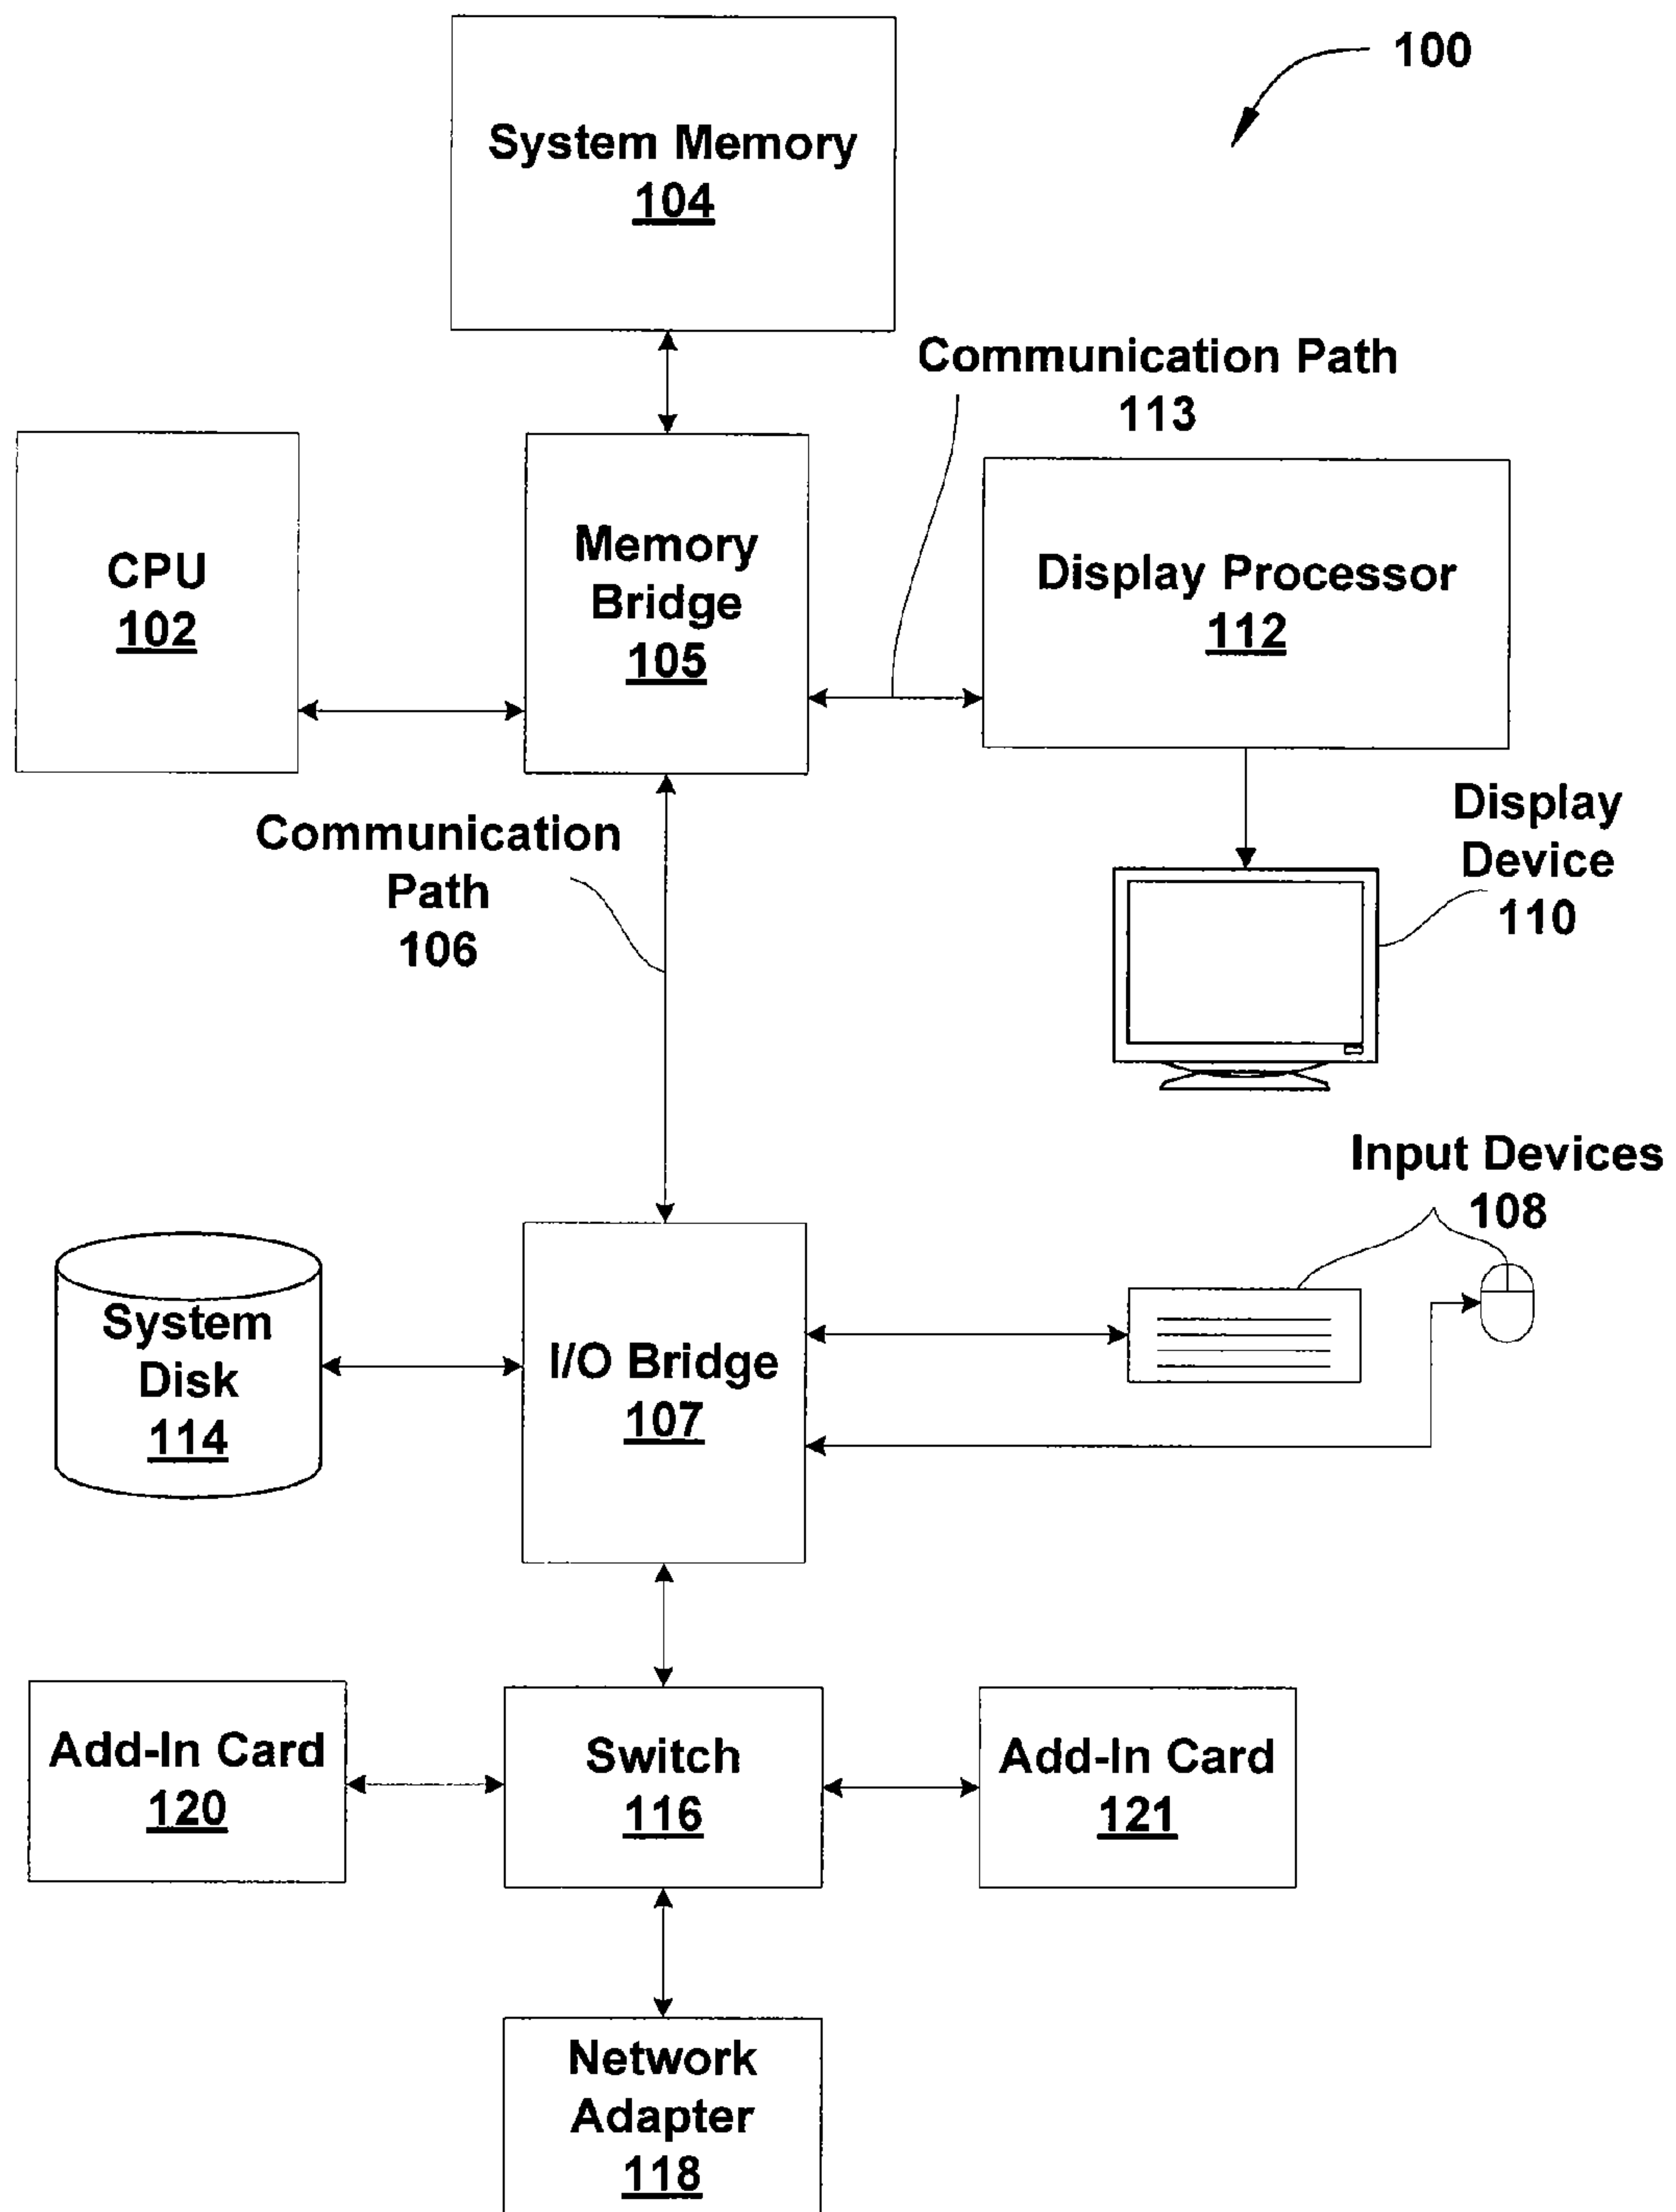 100
System Memory
104
Communication Path
113
CPU
102
Memory
Bridge
105
Display Processor
112
Communication
Path
106
Display
Device
110
Input Devices
108
System
Disk
114
I/O Bridge
107
Add-In Card
120
Switch
116
Add-In Card
121
Network
Adapter
118